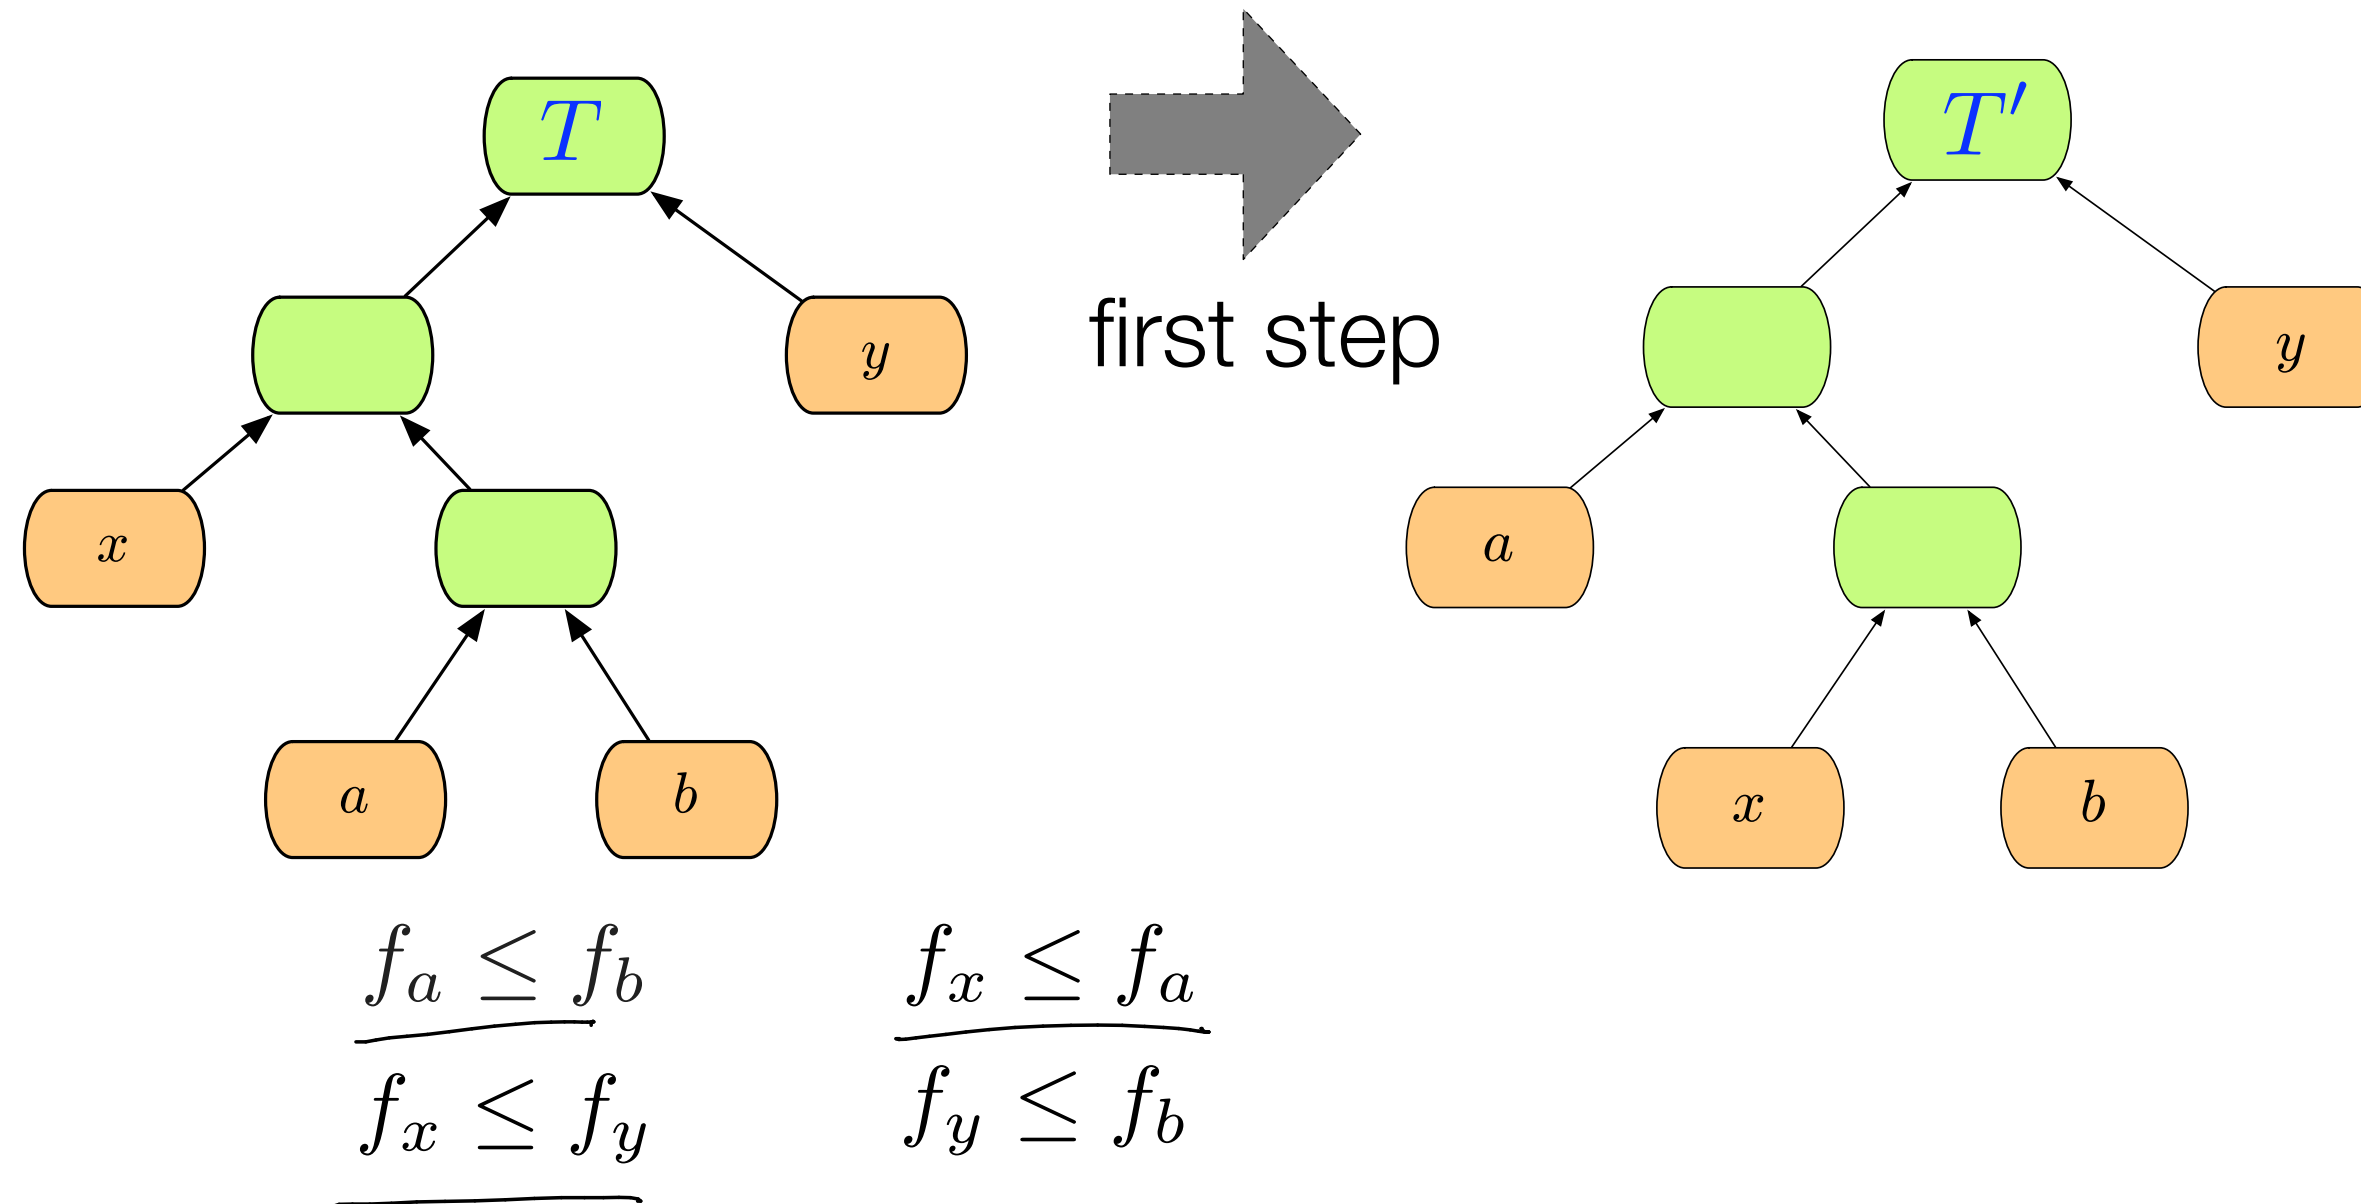 T
T′
first step
y
y
x
a
a
b
x
b
f_a ≤ f_b
f_x ≤ f_a
f_x ≤ f_y
f_y ≤ f_b